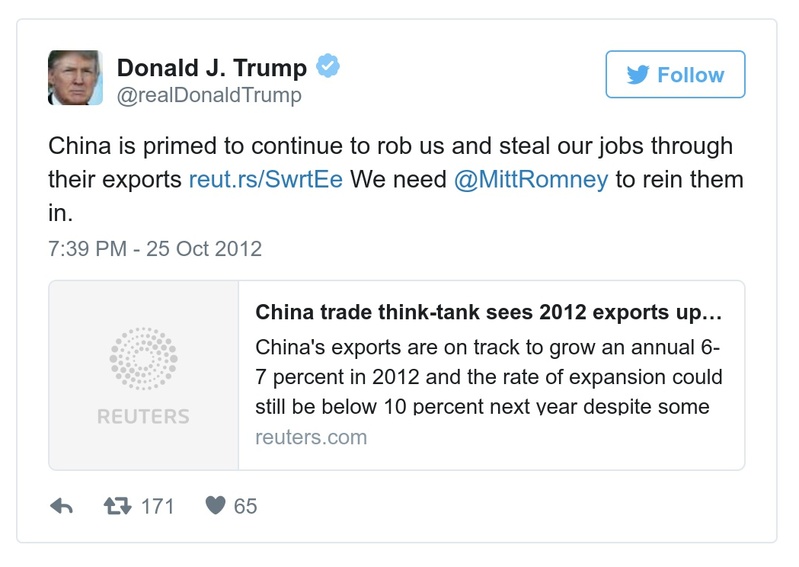 Donald J. Trump
@realDonaldTrump
Follow
China is primed to continue to rob us and steal our jobs through
their exports reut.rs/SwrtEe We need @MittRomney to rein them
in.
7:39 PM - 25 Oct 2012
REUTERS
China trade think-tank sees 2012 exports up…
China's exports are on track to grow an annual 6-
7 percent in 2012 and the rate of expansion could
still be below 10 percent next year despite some
reuters.com
171
65